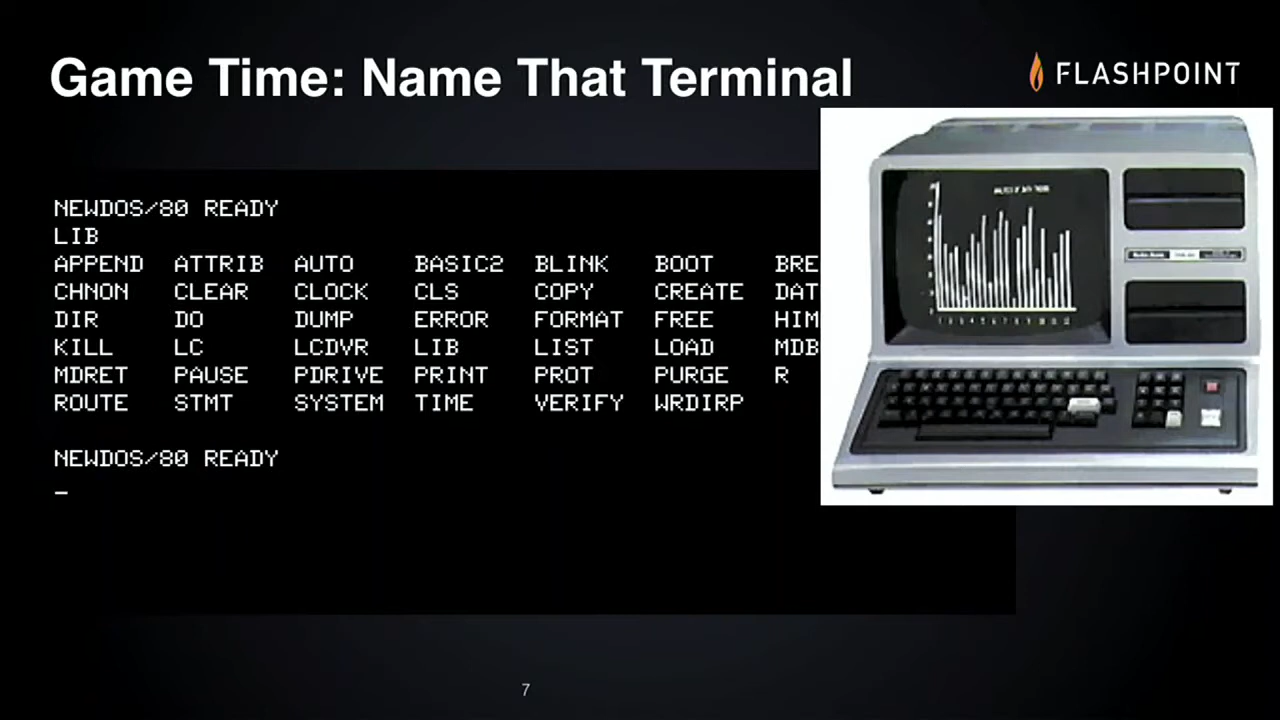 Game Time: Name That Terminal
FLASHPOINT
NEWDOS/80 READY
LIB
APPEND ATTRIB AUTO BASIC2 BLINK BOOT BRE
CHNON CLEAR CLOCK CLS COPY CREATE DAT
DIR DO DUMP ERROR FORMAT FREE HIM
KILL LC LCDVR LIB LIST LOAD MDB
MDRET PAUSE PDRIVE PRINT PROT PURGE R
ROUTE STMT SYSTEM TIME VERIFY WRDIRP
NEWDOS/80 READY
7